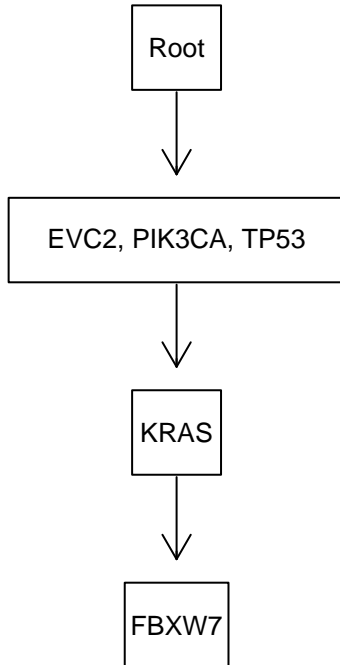 Root
EVC2, PIK3CA, TP53
KRAS
FBXW7